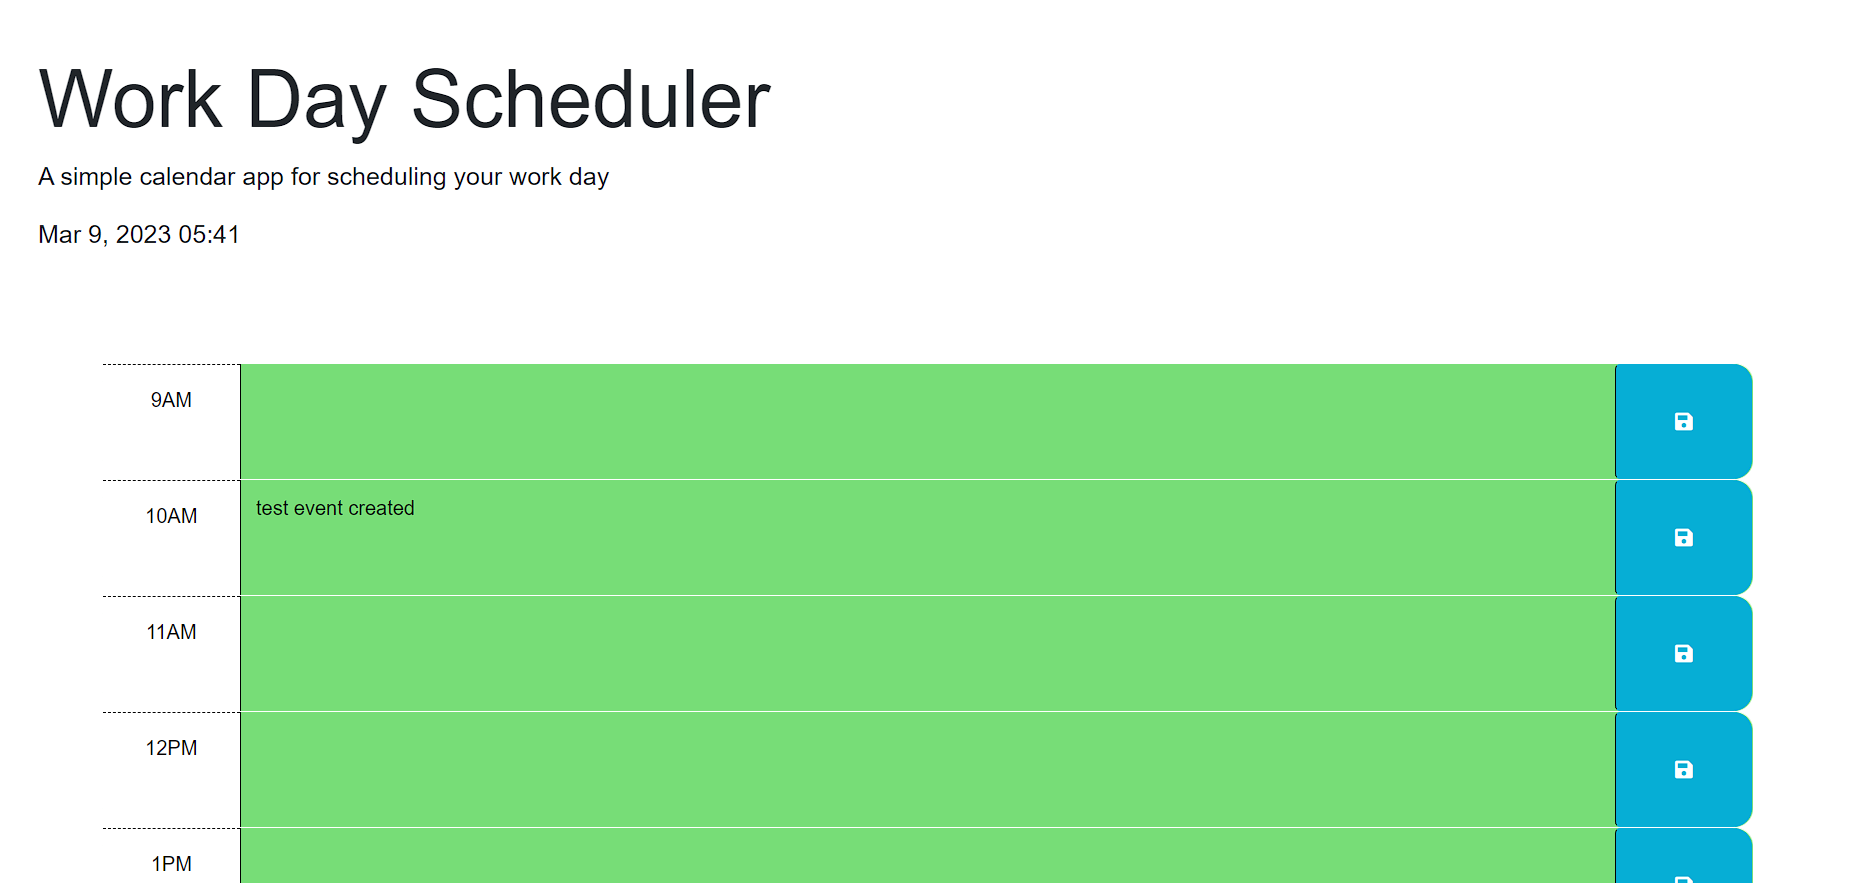 Work Day Scheduler
A simple calendar app for scheduling your work day
Mar 9, 2023 05:41
9AM
10AM
test event created
11AM
12PM
1PM